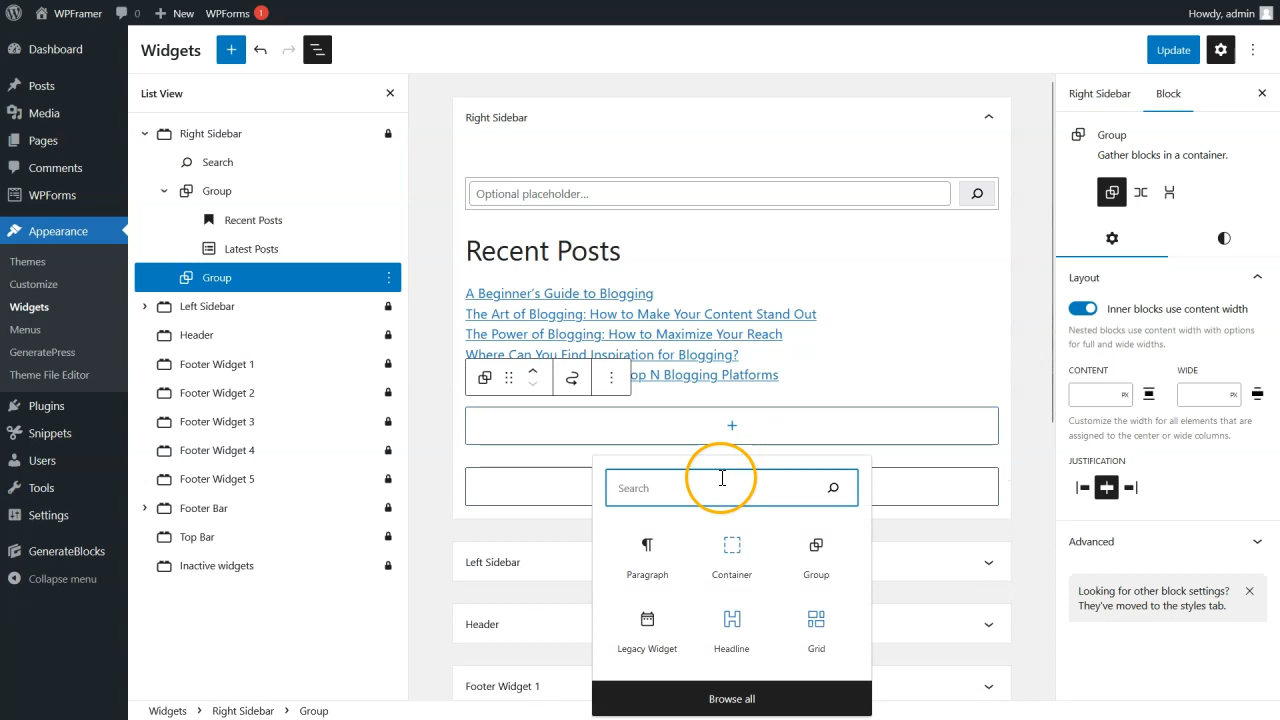 WPFramer
0
New
WPForms
1
Howdy, admin
Dashboard
Posts
Media
Pages
Comments
WPForms
Appearance
Themes
Customize
Widgets
Menus
GeneratePress
Theme File Editor
Plugins
Snippets
Users
Tools
Settings
GenerateBlocks
Collapse menu
Widgets
Update
List View
Right Sidebar
Search
Group
Recent Posts
Latest Posts
Group
Left Sidebar
Header
Footer Widget 1
Footer Widget 2
Footer Widget 3
Footer Widget 4
Footer Widget 5
Footer Bar
Top Bar
Inactive widgets
Right Sidebar
Optional placeholder...
Recent Posts
A Beginner's Guide to Blogging
The Art of Blogging: How to Make Your Content Stand Out
The Power of Blogging: How to Maximize Your Reach
Where Can You Find Inspiration for Blogging?
op N Blogging Platforms
Search
Paragraph
Container
Group
Legacy Widget
Headline
Grid
Browse all
Left Sidebar
Header
Footer Widget 1
Right Sidebar
Block
Group
Gather blocks in a container.
Layout
Inner blocks use content width
Nested blocks use content width with options
for full and wide widths.
CONTENT
WIDE
PX
PX
Customize the width for all elements that are
assigned to the center or wide columns.
JUSTIFICATION
Advanced
Looking for other block settings?
They've moved to the styles tab.
Widgets > Right Sidebar > Group